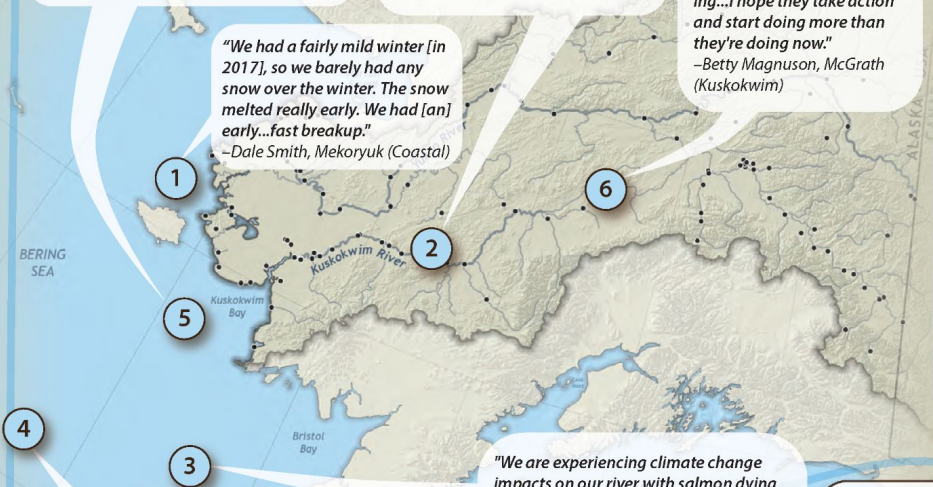 ing...I hope they take action
and start doing more than
they're doing now."
–Betty Magnuson, McGrath
(Kuskokwim)
“We had a fairly mild winter [in
2017], so we barely had any
snow over the winter. The snow
melted really early. We had [an]
early...fast breakup."
–Dale Smith, Mekoryuk (Coastal)
River
ALASKA
1
6
2
BERING
SEA
Kuskokwim River
Kuskokwim
Bay
5
4
Bristol
Bay
3
"We are experiencing climate change
impacts on our river with salmon dying